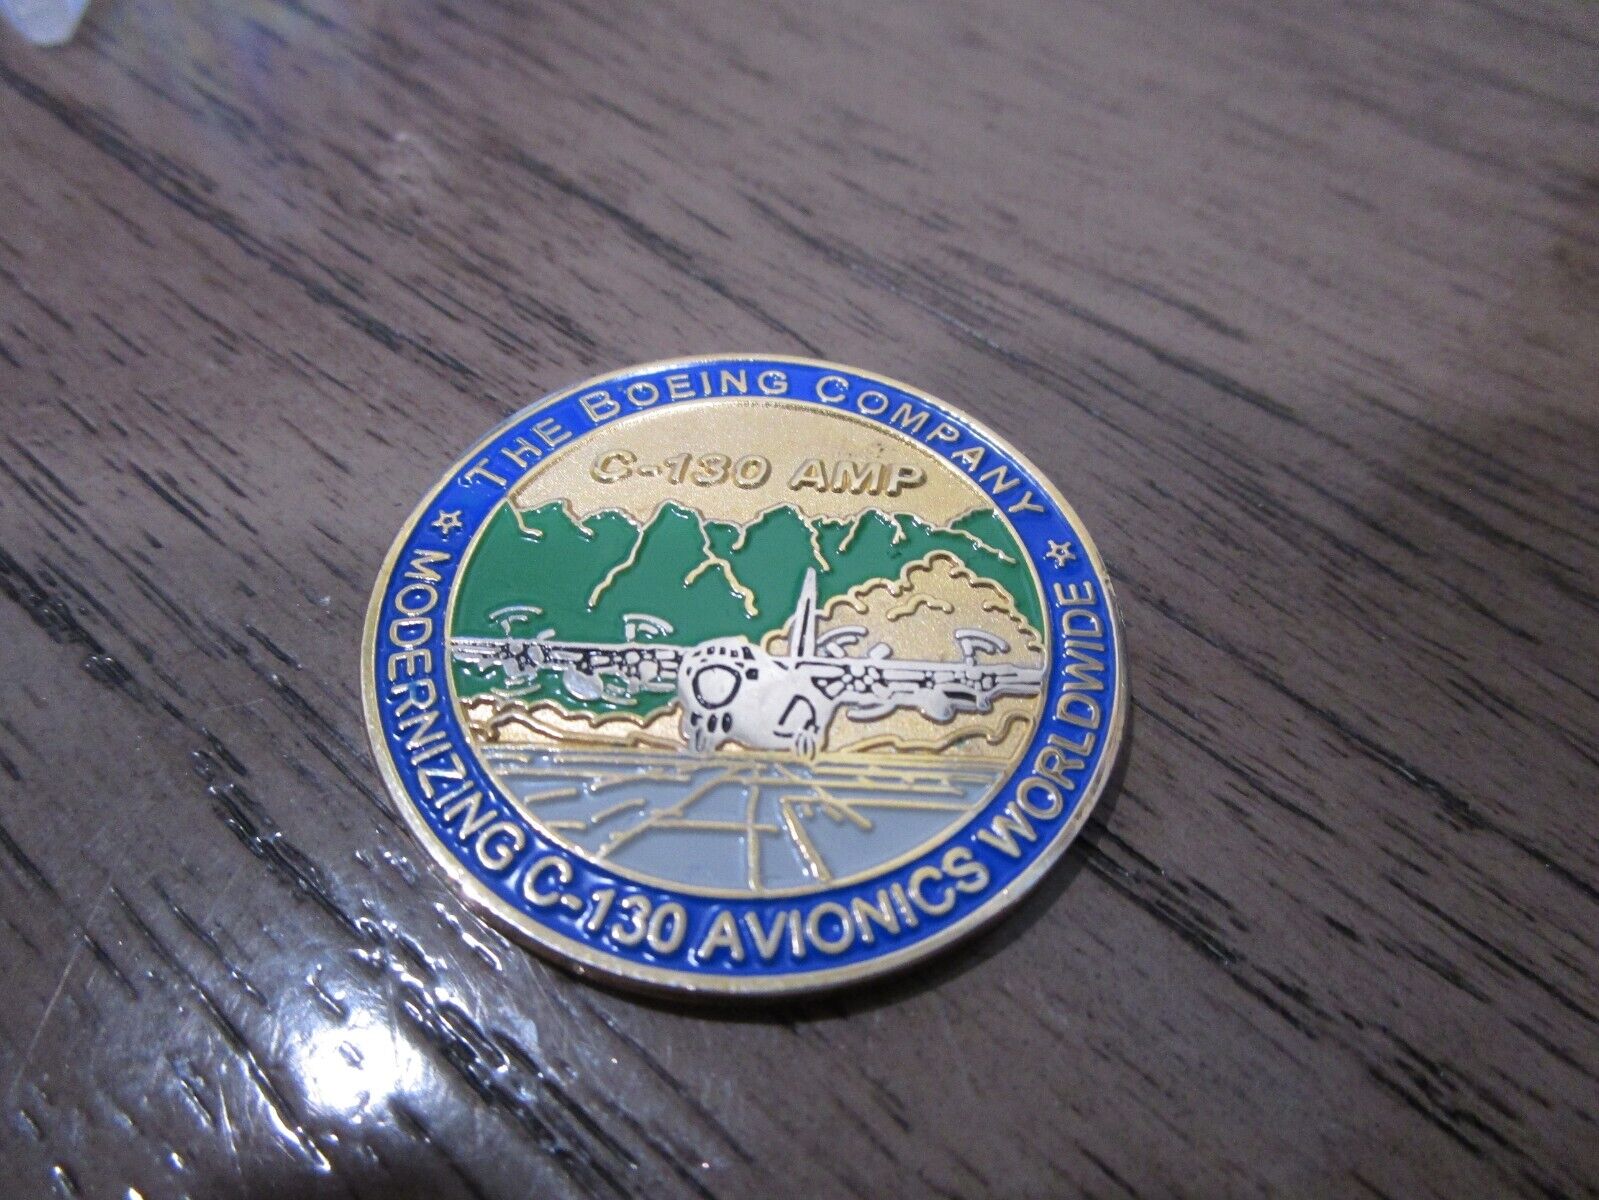 THE BOEING COMPANY
C-130 AMP
MODERNIZING C-130 AVIONICS WORLDWIDE